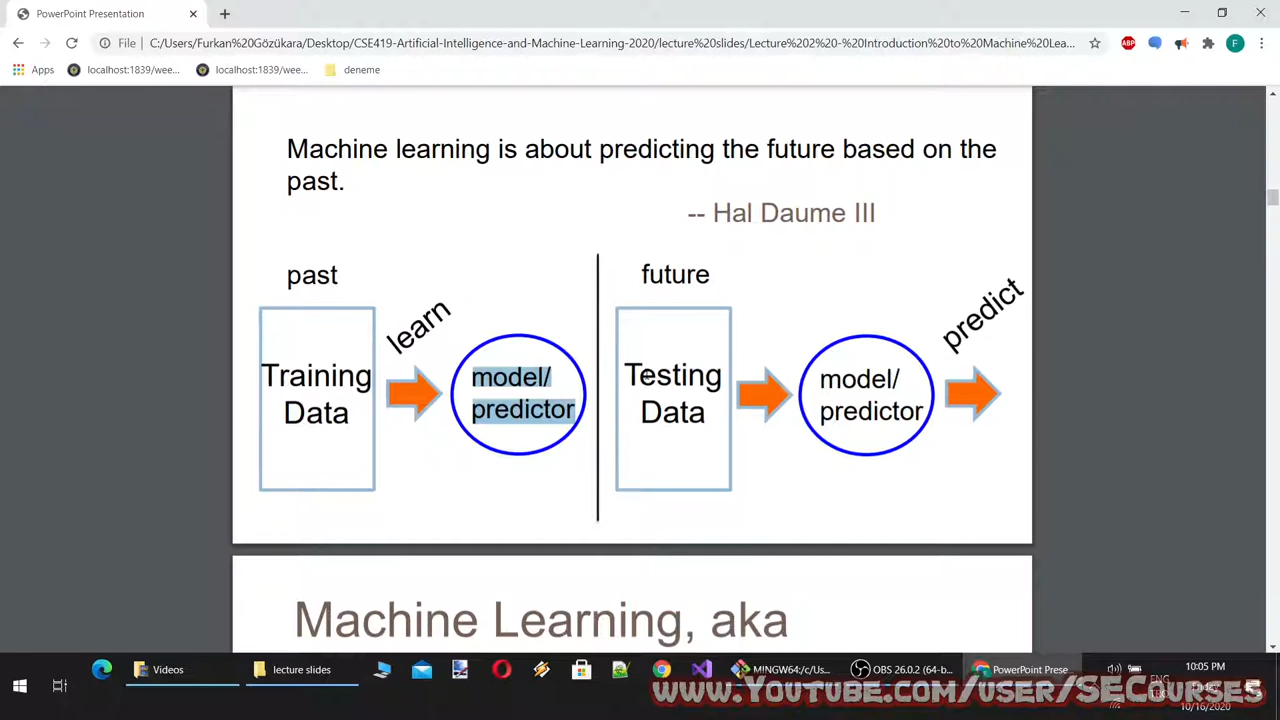 PowerPoint Presentation
File
C:/Users/Furkan%20Gözükara/Desktop/CSE419-Artificial-Intelligence-and-Machine-Learning-2020/lecture%20slides/Lecture%202%20-%20Introduction%20to%20Machine%20Lea...
ABP
F
Apps
localhost:1839/wee...
localhost:1839/wee...
deneme
Machine learning is about predicting the future based on the
past.
-- Hal Daume III
past
future
learn
predict
Training
Data
model/
predictor
Testing
Data
model/
predictor
Machine Learning, aka
Videos
lecture slides
MINGW64:/c/Us...
OBS 26.0.2 (64-b...
PowerPoint Prese
ENG
10:05 PM
Friday
10/16/2020
www.YouTube.com/user/SECourses